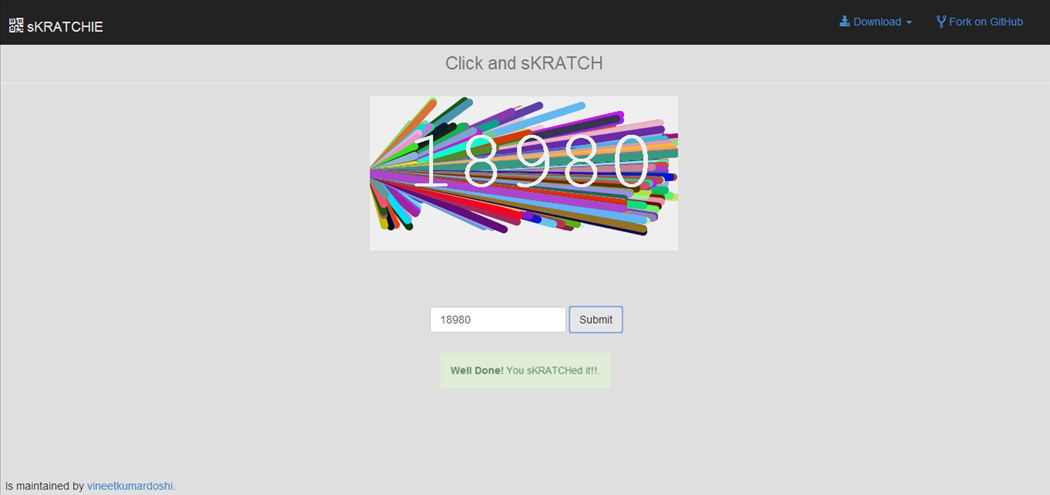 sKRATCHIE
Download
Fork on GitHub
Click and sKRATCH
18980
18980
Submit
Well Done! You sKRATCHed it!!.
Is maintained by vineetkumardoshi.